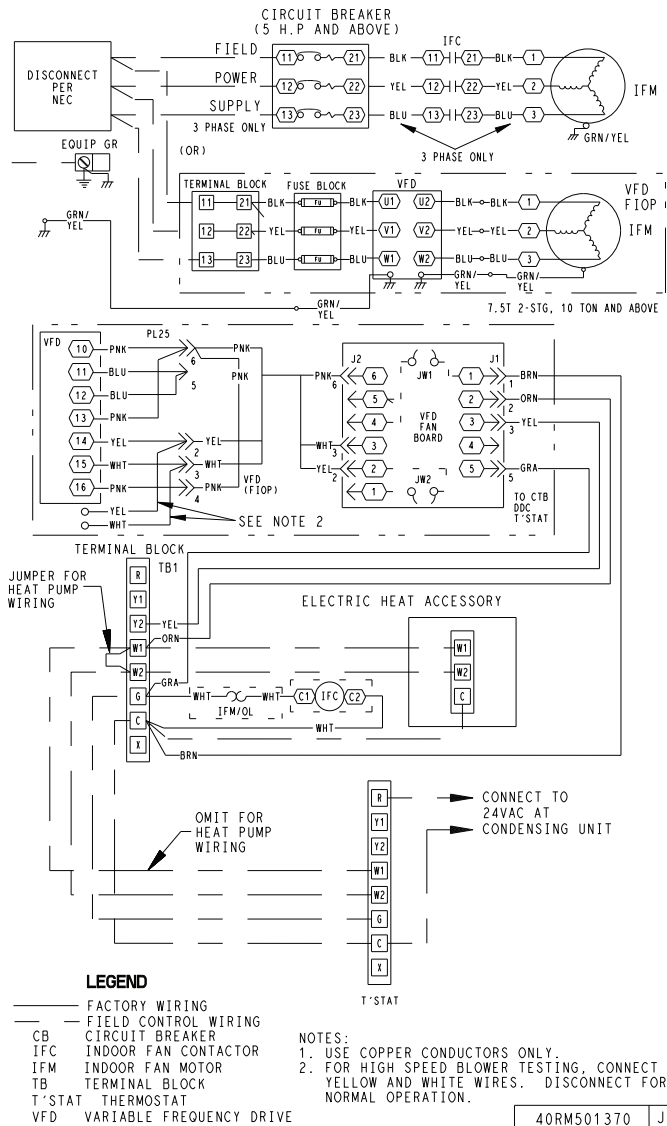 CIRCUIT BREAKER
(5 H.P AND ABOVE)
DISCONNECT
PER
NEC
FIELD
POWER
SUPPLY
3 PHASE ONLY
11 21 BLK 11 IFC 21 BLK 1
12 22 YEL 12 22 YEL 2
13 23 BLU 13 23 BLU 3
IFM
GRN/YEL
3 PHASE ONLY
EQUIP GR
(OR)
GRN/
YEL
TERMINAL BLOCK FUSE BLOCK VFD
11 21 BLK FU BLK U1 U2 BLK BLK 1
12 22 YEL FU YEL V1 V2 YEL YEL 2
13 23 BLU FU BLU W1 W2 BLU BLU 3
VFD
FIOP
IFM
GRN/
YEL
GRN/
YEL
GRN/
YEL
7.5T 2-STG, 10 TON AND ABOVE
VFD
PL25
10 PNK
11 BLU
12 BLU
13 PNK
14 YEL
15 WHT
16 PNK
YEL
WHT
6
5
2
3
4
PNK
PNK
YEL
WHT
PNK
VFD
(FIOP)
SEE NOTE 2
J2
PNK 6 6
5
4
WHT 3 3
YEL 2 2
1
JW1
VFD
FAN
BOARD
JW2
J1
1 1 BRN
2 2 ORN
3 3 YEL
4
5 5 GRA
TO CTB
DDC
T'STAT
TERMINAL BLOCK
TB1
JUMPER FOR
HEAT PUMP
WIRING
R
Y1
Y2 YEL
W1 ORN
W2
G GRA
C
X
BRN
WHT IFM/OL WHT C1 IFC C2
WHT
ELECTRIC HEAT ACCESSORY
W1
W2
C
OMIT FOR
HEAT PUMP
WIRING
R
Y1
Y2
W1
W2
G
C
X
T'STAT
CONNECT TO
24VAC AT
CONDENSING UNIT
LEGEND
FACTORY WIRING
FIELD CONTROL WIRING
CB CIRCUIT BREAKER
IFC INDOOR FAN CONTACTOR
IFM INDOOR FAN MOTOR
TB TERMINAL BLOCK
T'STAT THERMOSTAT
VFD VARIABLE FREQUENCY DRIVE
NOTES:
1. USE COPPER CONDUCTORS ONLY.
2. FOR HIGH SPEED BLOWER TESTING, CONNECT
YELLOW AND WHITE WIRES. DISCONNECT FOR
NORMAL OPERATION.
40RM501370 J